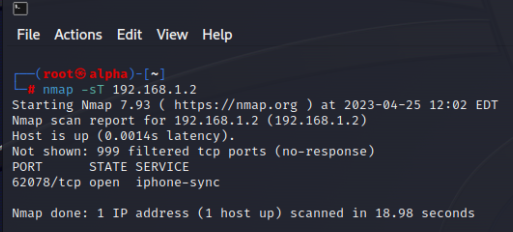 File Actions Edit View Help
┌──(root㉿alpha)-[~]
└─# nmap -sT 192.168.1.2
Starting Nmap 7.93 ( https://nmap.org ) at 2023-04-25 12:02 EDT
Nmap scan report for 192.168.1.2 (192.168.1.2)
Host is up (0.0014s latency).
Not shown: 999 filtered tcp ports (no-response)
PORT      STATE SERVICE
62078/tcp open  iphone-sync
Nmap done: 1 IP address (1 host up) scanned in 18.98 seconds